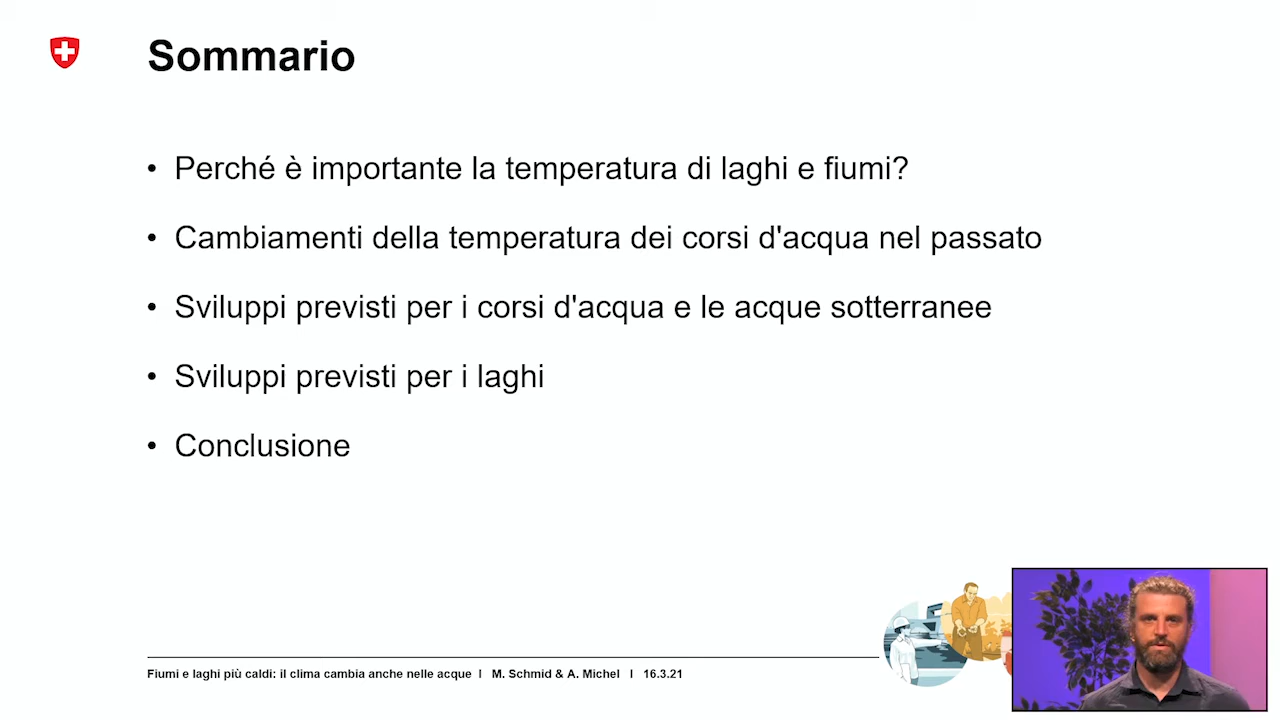 Sommario
• Perché è importante la temperatura di laghi e fiumi?
• Cambiamenti della temperatura dei corsi d'acqua nel passato
• Sviluppi previsti per i corsi d'acqua e le acque sotterranee
• Sviluppi previsti per i laghi
• Conclusione
Fiumi e laghi più caldi: il clima cambia anche nelle acque I M. Schmid & A. Michel I 16.3.21